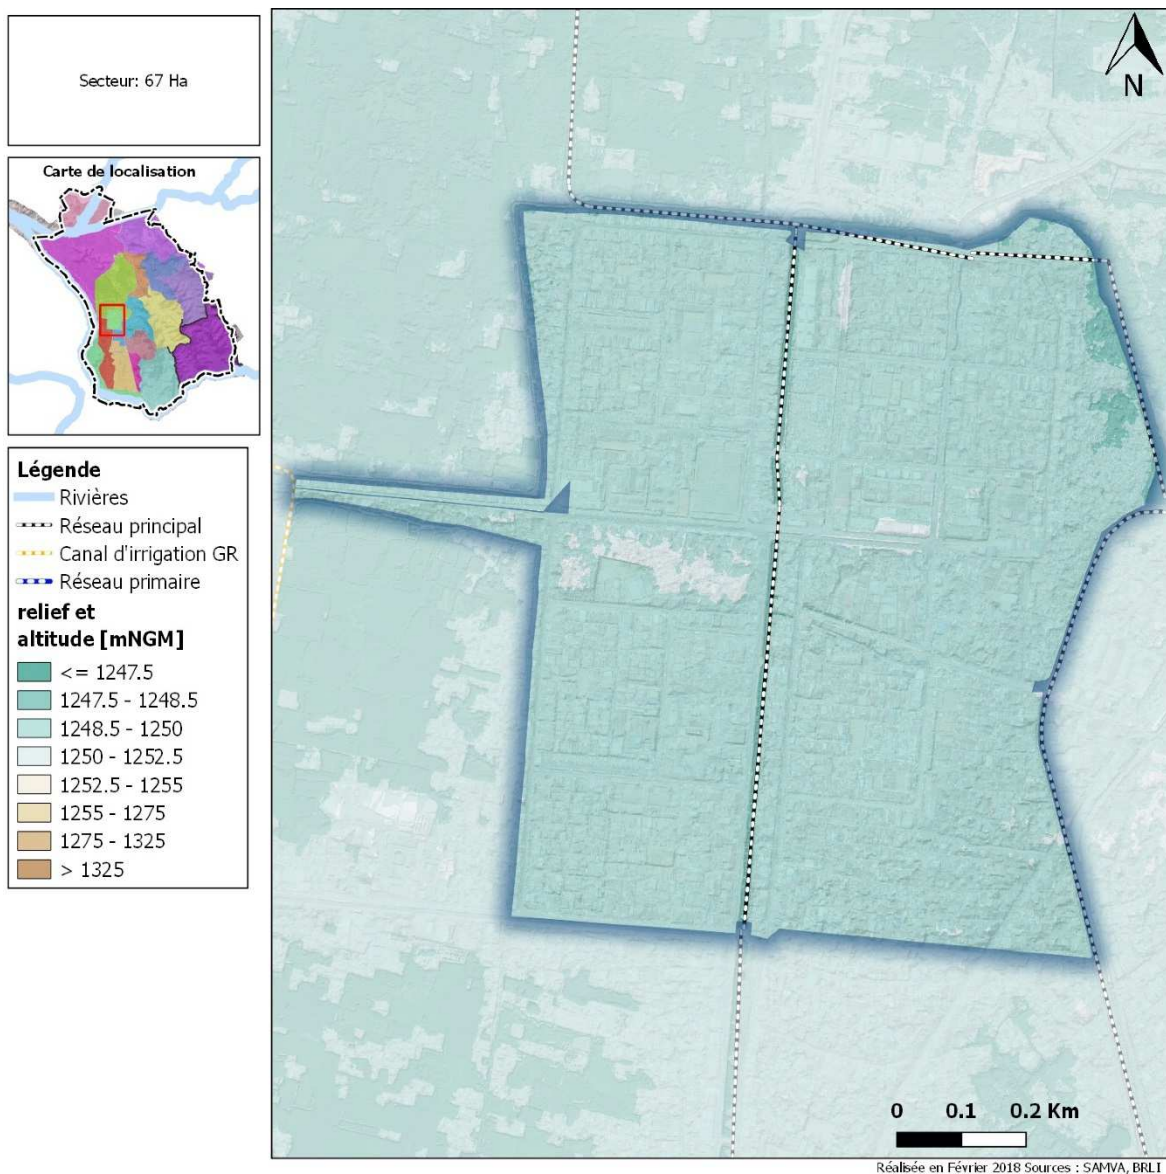 Secteur: 67 Ha
Carte de localisation
Légende
Rivières
Réseau principal
Canal d'irrigation GR
Réseau primaire
relief et
altitude [mNGM]
<= 1247.5
1247.5 - 1248.5
1248.5 - 1250
1250 - 1252.5
1252.5 - 1255
1255 - 1275
1275 - 1325
> 1325
N
0 0.1 0.2 Km
Réalisée en Février 2018 Sources : SAMVA, BRLI